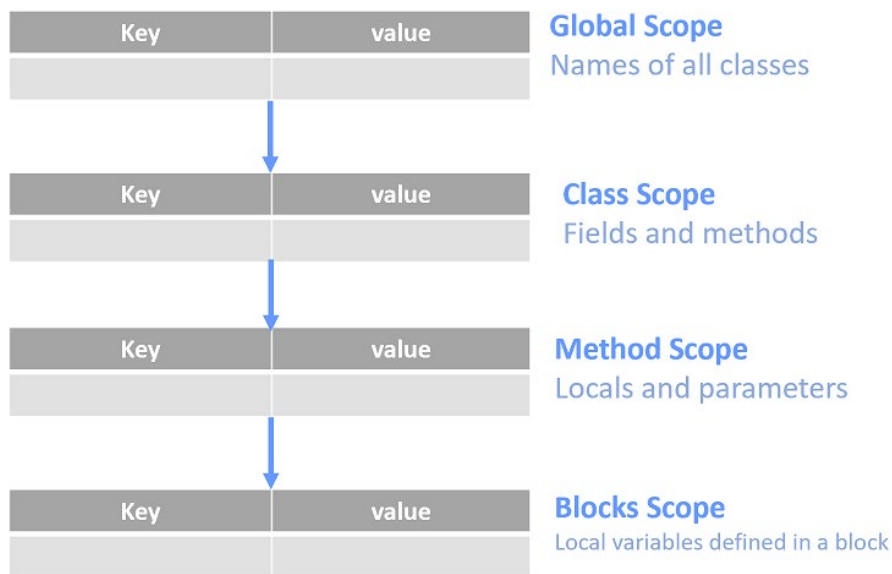 Key value
Global Scope
Names of all classes
Key value
Class Scope
Fields and methods
Key value
Method Scope
Locals and parameters
Key value
Blocks Scope
Local variables defined in a block